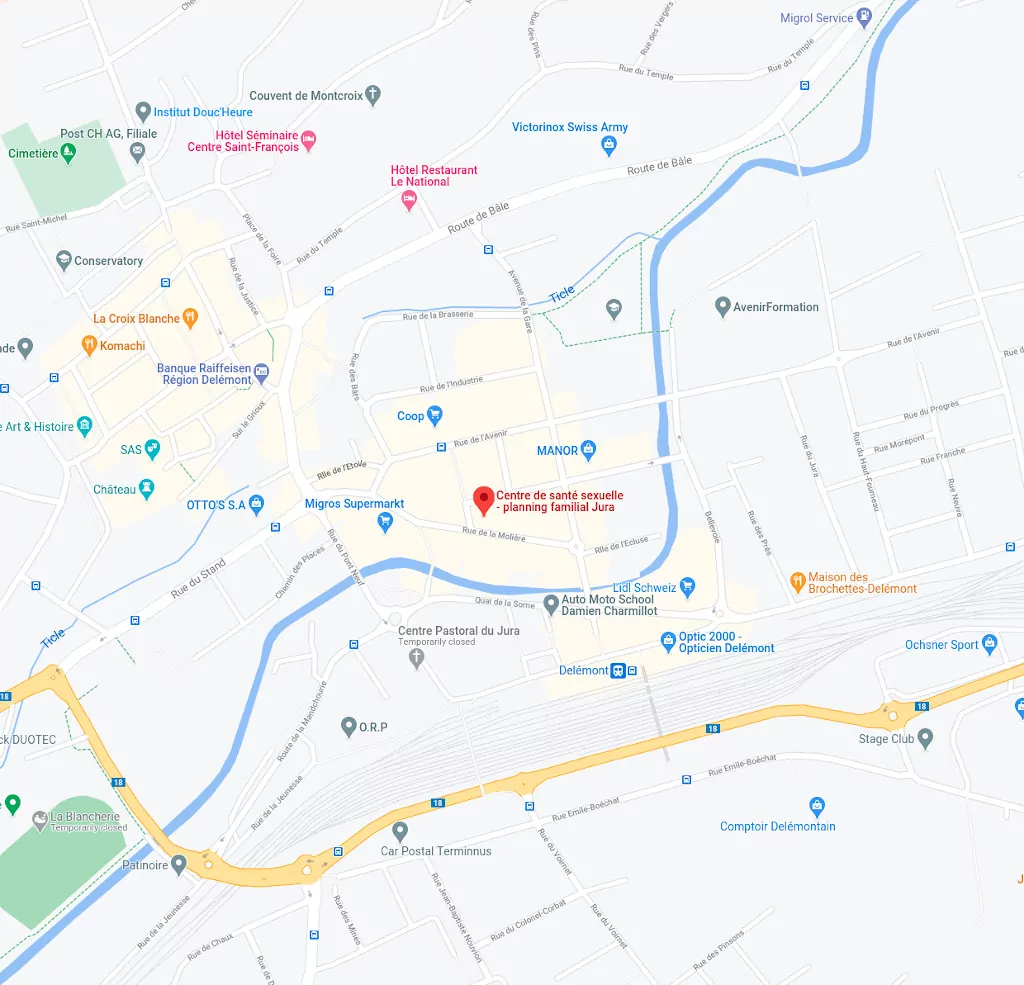 Migrol Service
Rue des Pins
Rue des Vergers
Rue du Temple
Rue du Temple
Couvent de Montcroix
Institut Douc'Heure
Post CH AG, Filiale
Hôtel Séminaire
Centre Saint-François
Victorinox Swiss Army
Cimetière
Hôtel Restaurant
Le National
Route de Bâle
Route de Bâle
Rue Saint-Michel
Place de la Foire
Rue du Temple
Conservatory
Rue de la Justice
Avenue de la Gare
Ticle
La Croix Blanche
Rue de la Brasserie
AvenirFormation
Rue de l'Avenir
Komachi
Banque Raiffeisen
Région Delémont
Rue des Bârs
Rue de l'Industrie
Sur le Grioux
Coop
Rue du Progrès
e Art & Histoire
Rue de l'Avenir
MANOR
Rue Morépont
Rue Franche
SAS
Rlle de l'Etoile
Rue du Jura
Rue du Haut-Fourneau
Château
OTTO'S S.A
Migros Supermarkt
Centre de santé sexuelle
- planning familial Jura
Rue Neuve
Rue de la Molière
Rlle de l'Ecluse
Bellevoie
Rue des Prés
Rue du Pont Neuf
Chemin des Places
Rue du Stand
Lidl Schweiz
Maison des
Brochettes-Delémont
Quai de la Sorne
Auto Moto School
Damien Charmillot
Ticle
Centre Pastoral du Jura
Temporarily closed
Optic 2000 -
Opticien Delémont
Ochsner Sport
Delémont
18
18
Route de la Mandchourie
O.R.P
18
ck DUOTEC
Stage Club
18
Rue Emile-Boéchat
Rue de la Jeunesse
18
La Blancherie
Temporarily closed
Rue Emile-Boéchat
Comptoir Delémontain
Car Postal Terminnus
Patinoire
Rue du Voirnet
Rue de la Jeunesse
Rue des Mines
Rue Jean-Baptiste Nouvion
Rue du Colonel-Corbat
Rue du Voirnet
Rue de Chaux
Rue des Pinsons